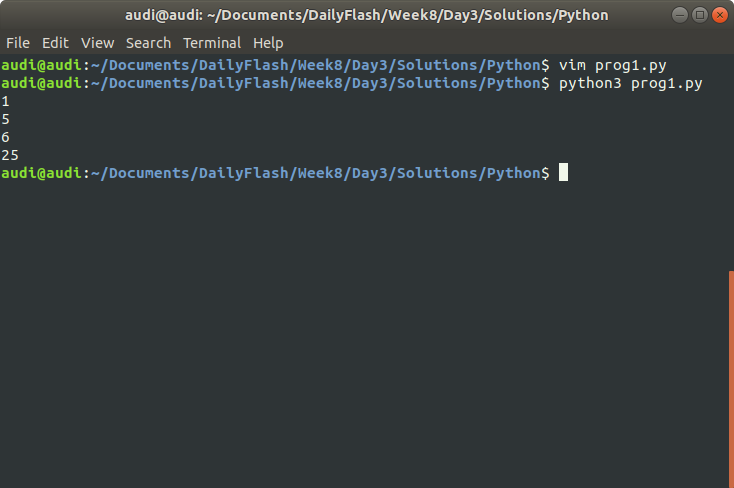 audi@audi: ~/Documents/DailyFlash/Week8/Day3/Solutions/Python
File Edit View Search Terminal Help
audi@audi:~/Documents/DailyFlash/Week8/Day3/Solutions/Python$ vim prog1.py
audi@audi:~/Documents/DailyFlash/Week8/Day3/Solutions/Python$ python3 prog1.py
1
5
6
25
audi@audi:~/Documents/DailyFlash/Week8/Day3/Solutions/Python$